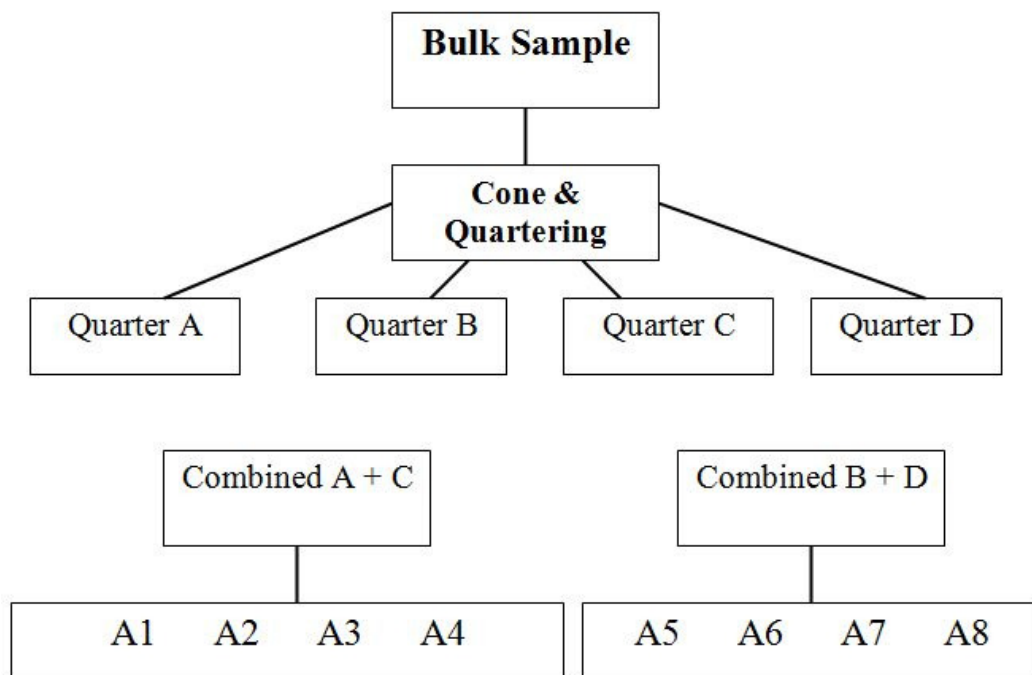 Bulk Sample
Cone &
Quartering
Quarter A
Quarter B
Quarter C
Quarter D
Combined A + C
Combined B + D
A1 A2 A3 A4
A5 A6 A7 A8